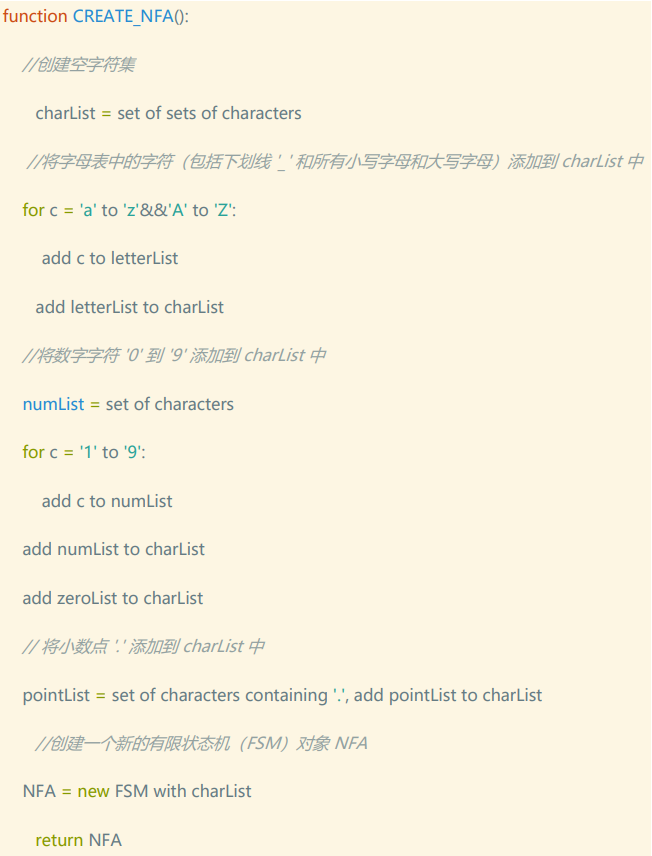 function CREATE_NFA():
//创建空字符集
charList = set of sets of characters
//将字母表中的字符（包括下划线 '_' 和所有小写字母和大写字母）添加到 charList 中
for c = 'a' to 'z'&&'A' to 'Z':
add c to letterList
add letterList to charList
//将数字字符 '0' 到 '9' 添加到 charList 中
numList = set of characters
for c = '1' to '9':
add c to numList
add numList to charList
add zeroList to charList
// 将小数点 '.' 添加到 charList 中
pointList = set of characters containing '.', add pointList to charList
//创建一个新的有限状态机（FSM）对象 NFA
NFA = new FSM with charList
return NFA